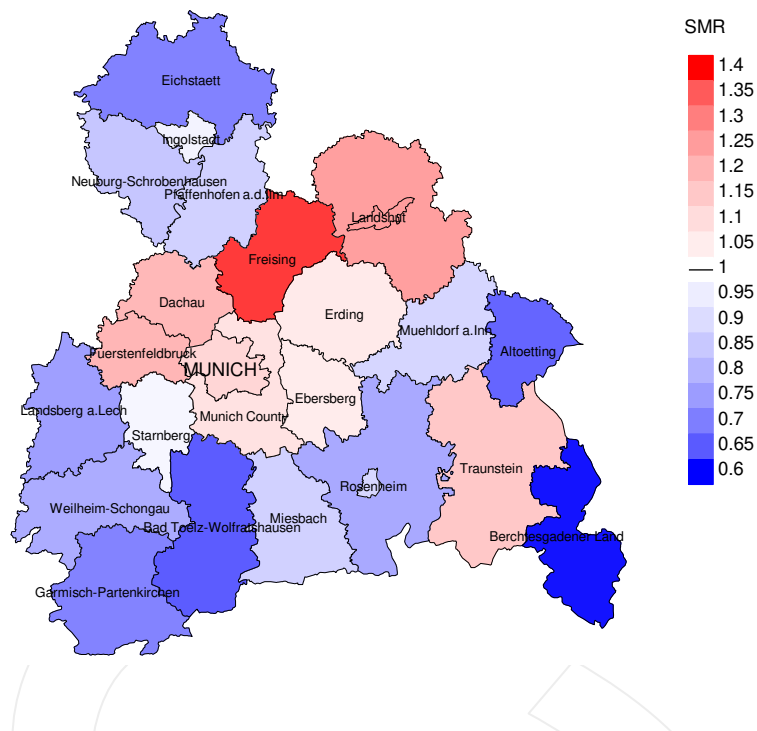 SMR
Eichstaett
Ingolstadt
Neuburg-Schrobenhausen
Pfaffenhofen a.d.Ilm
Landshut
Freising
Dachau
Erding
Muehldorf a.Inn
Altoetting
Fuerstenfeldbruck
MUNICH
Ebersberg
Landsberg a.Lech
Munich County
Starnberg
Traunstein
Rosenheim
Weilheim-Schongau
Miesbach
Bad Toelz-Wolfratshausen
Berchtesgadener Land
Garmisch-Partenkirchen
1.4
1.35
1.3
1.25
1.2
1.15
1.1
1.05
1
0.95
0.9
0.85
0.8
0.75
0.7
0.65
0.6